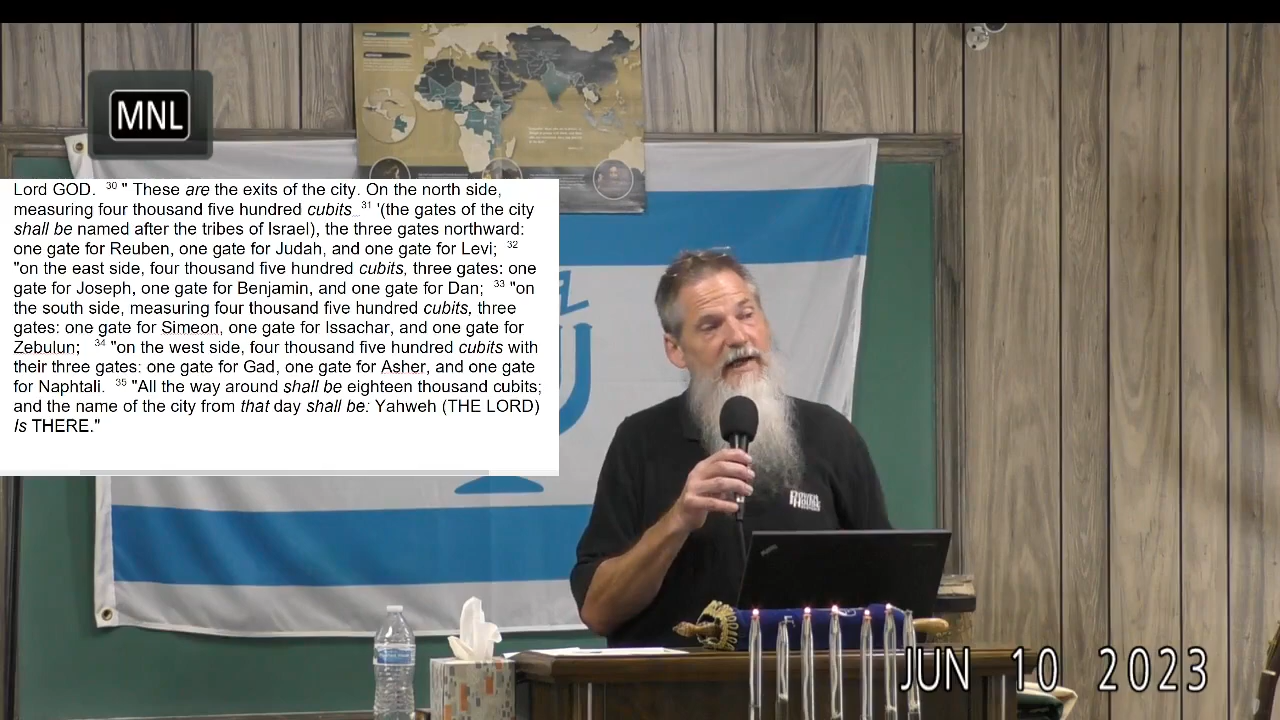 MNL
Lord GOD. 30 " These are the exits of the city. On the north side,
measuring four thousand five hundred cubits 31 '(the gates of the city
shall be named after the tribes of Israel), the three gates northward:
one gate for Reuben, one gate for Judah, and one gate for Levi; 32
"on the east side, four thousand five hundred cubits, three gates: one
gate for Joseph, one gate for Benjamin, and one gate for Dan; 33 "on
the south side, measuring four thousand five hundred cubits, three
gates: one gate for Simeon, one gate for Issachar, and one gate for
Zebulun; 34 "on the west side, four thousand five hundred cubits with
their three gates: one gate for Gad, one gate for Asher, and one gate
for Naphtali. 35 "All the way around shall be eighteen thousand cubits;
and the name of the city from that day shall be: Yahweh (THE LORD)
Is THERE."
POWER
HOUSE
ThinkPad
JUN 10 2023